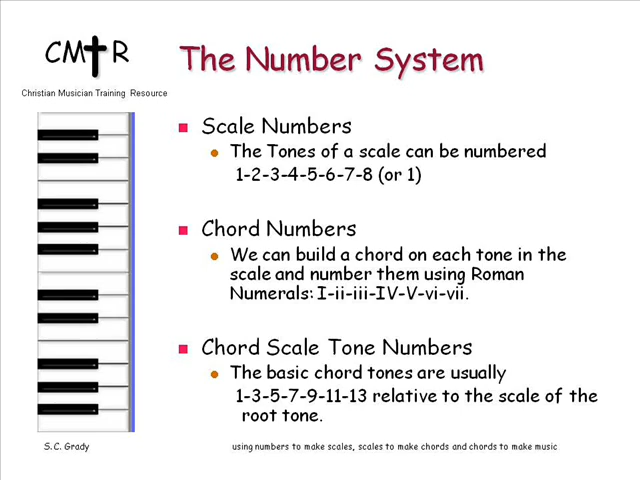 CM✝R
Christian Musician Training Resource
The Number System
Scale Numbers
The Tones of a scale can be numbered
1-2-3-4-5-6-7-8 (or 1)
Chord Numbers
We can build a chord on each tone in the
scale and number them using Roman
Numerals: I-ii-iii-IV-V-vi-vii.
Chord Scale Tone Numbers
The basic chord tones are usually
1-3-5-7-9-11-13 relative to the scale of the
root tone.
S.C. Grady
using numbers to make scales, scales to make chords and chords to make music